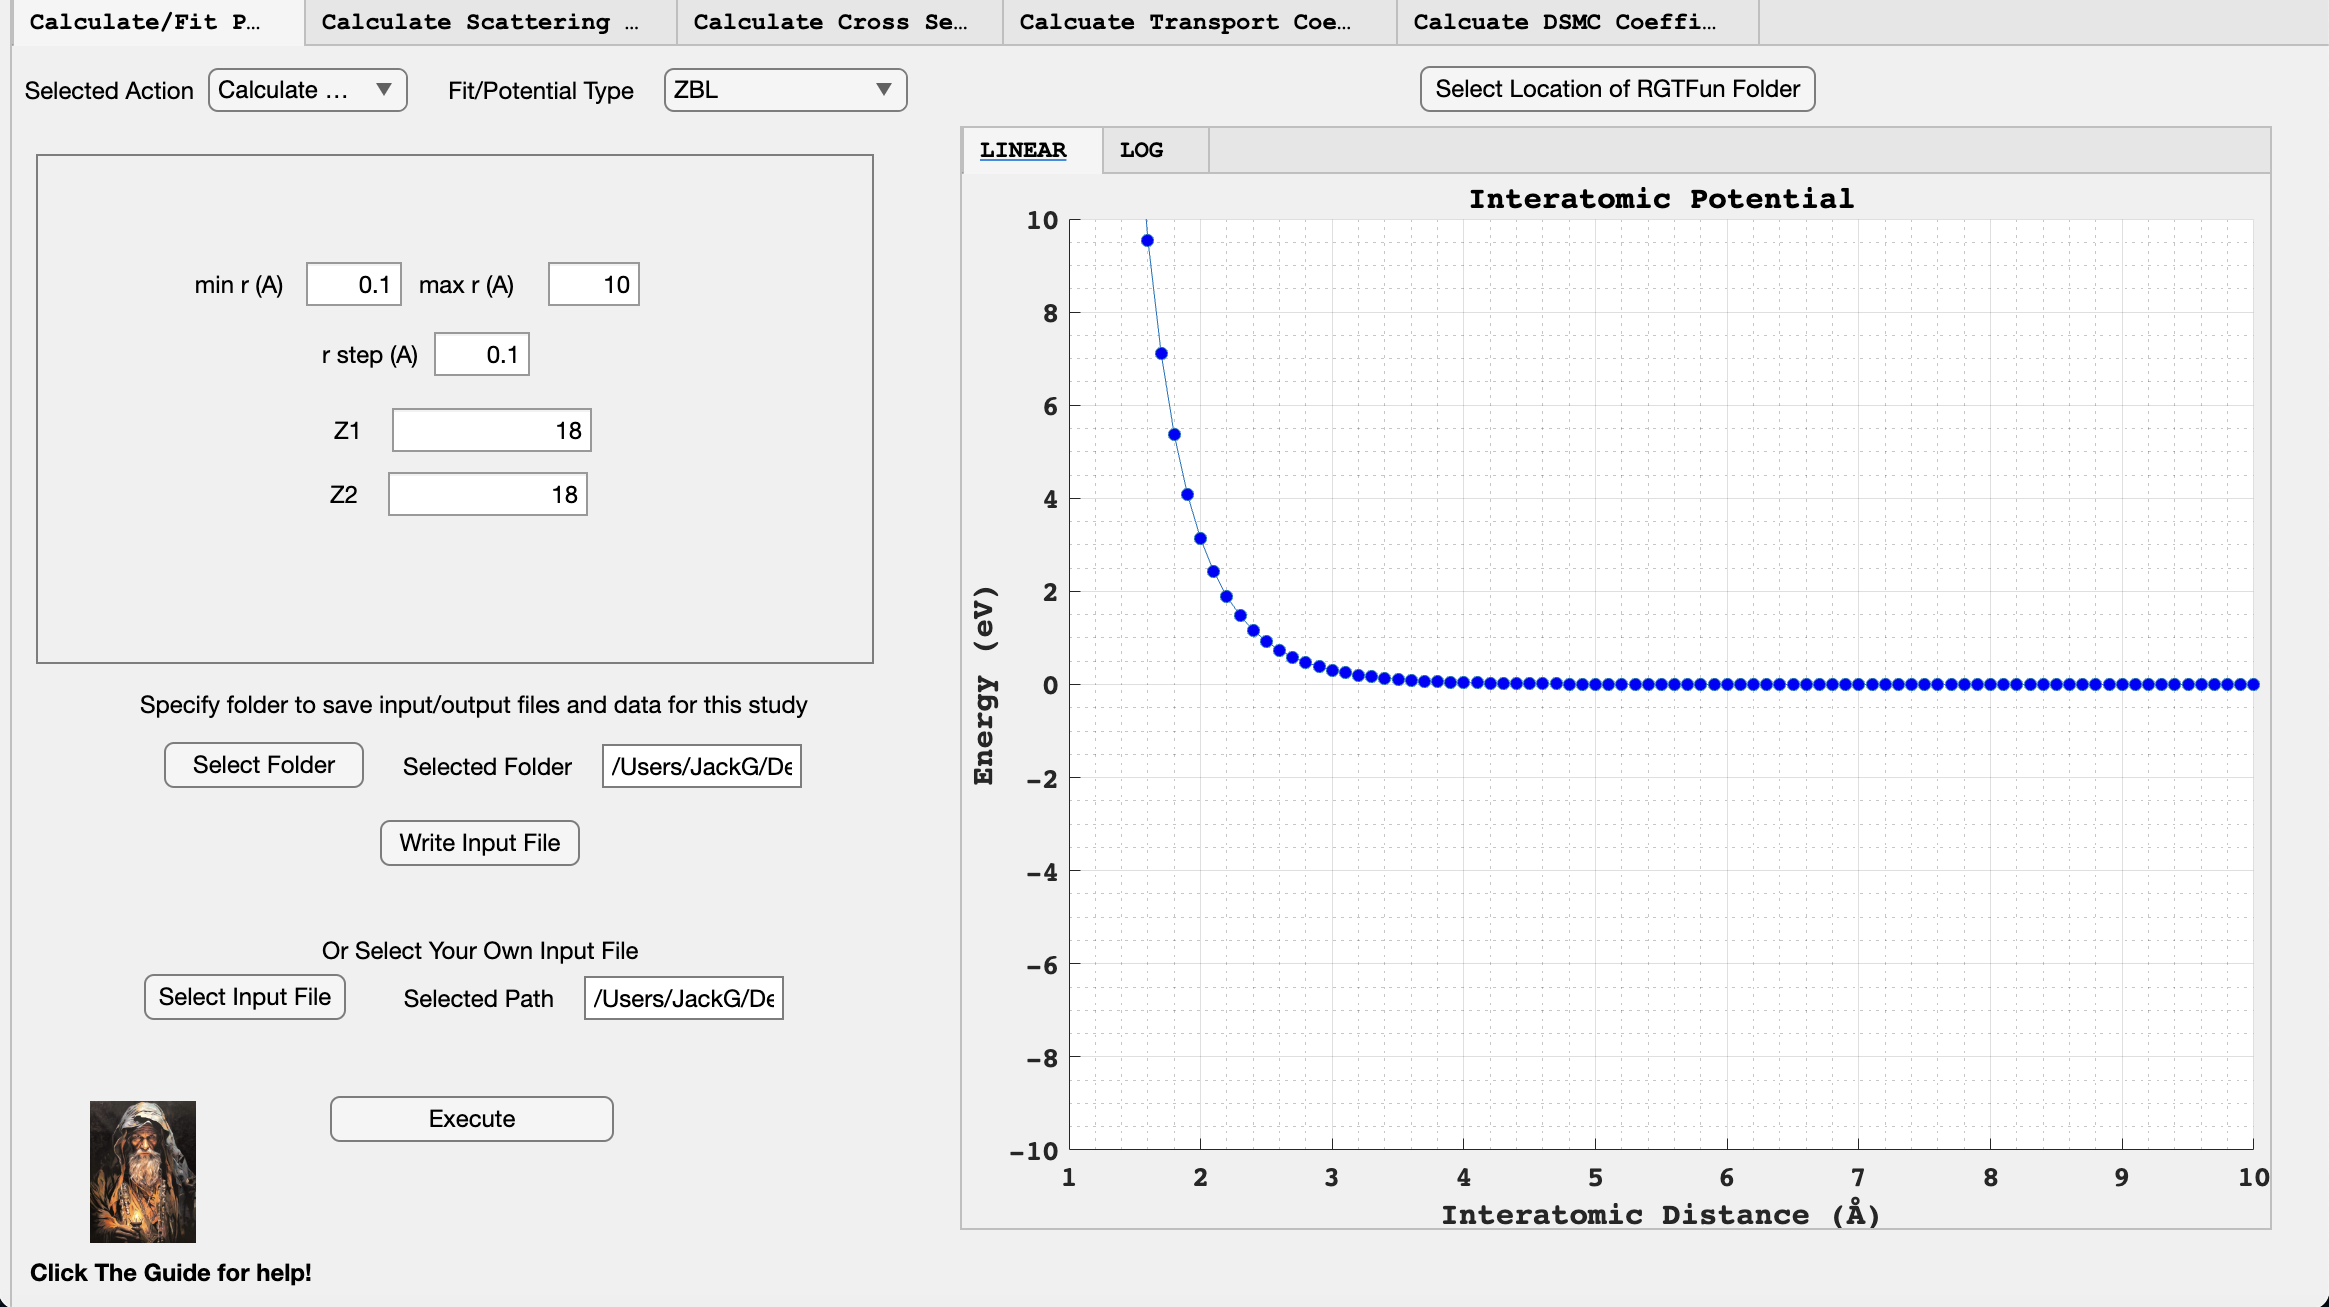 Calculate/Fit P... Calculate Scattering ... Calculate Cross Se... Calcuate Transport Coe... Calcuate DSMC Coeffi...
Selected Action Calculate ... Fit/Potential Type ZBL Select Location of RGTFun Folder
LINEAR LOG
min r (A) 0.1 max r (A) 10
r step (A) 0.1
Z1 18
Z2 18
Specify folder to save input/output files and data for this study
Select Folder Selected Folder /Users/JackG/De
Write Input File
Or Select Your Own Input File
Select Input File Selected Path /Users/JackG/De
Execute
Click The Guide for help!
Interatomic Potential
10
8
6
4
2
0
-2
-4
-6
-8
-10
Energy (eV)
1 2 3 4 5 6 7 8 9 10
Interatomic Distance (Å)